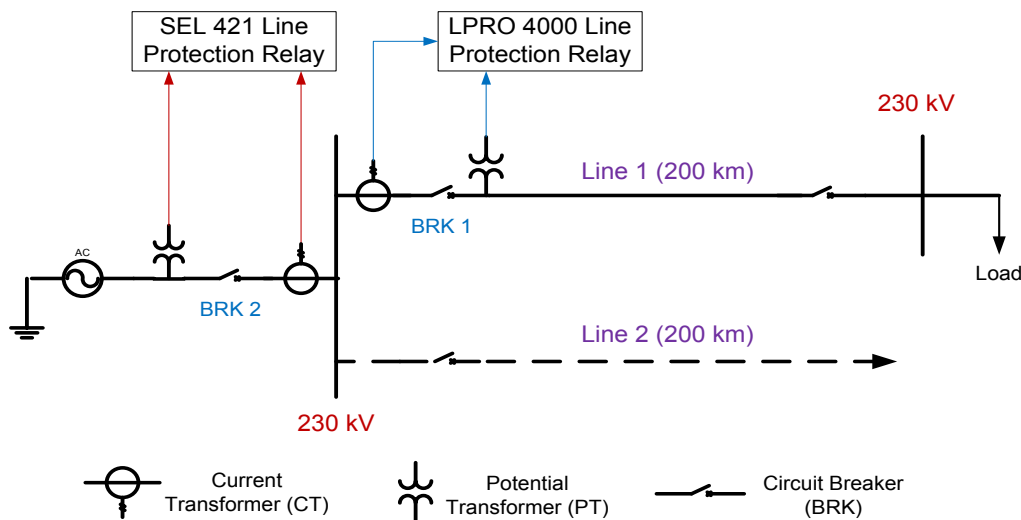 SEL 421 Line
Protection Relay
LPRO 4000 Line
Protection Relay
230 kV
Line 1 (200 km)
BRK 1
AC
BRK 2
Load
Line 2 (200 km)
230 kV
Current
Transformer (CT)
Potential
Transformer (PT)
Circuit Breaker
(BRK)